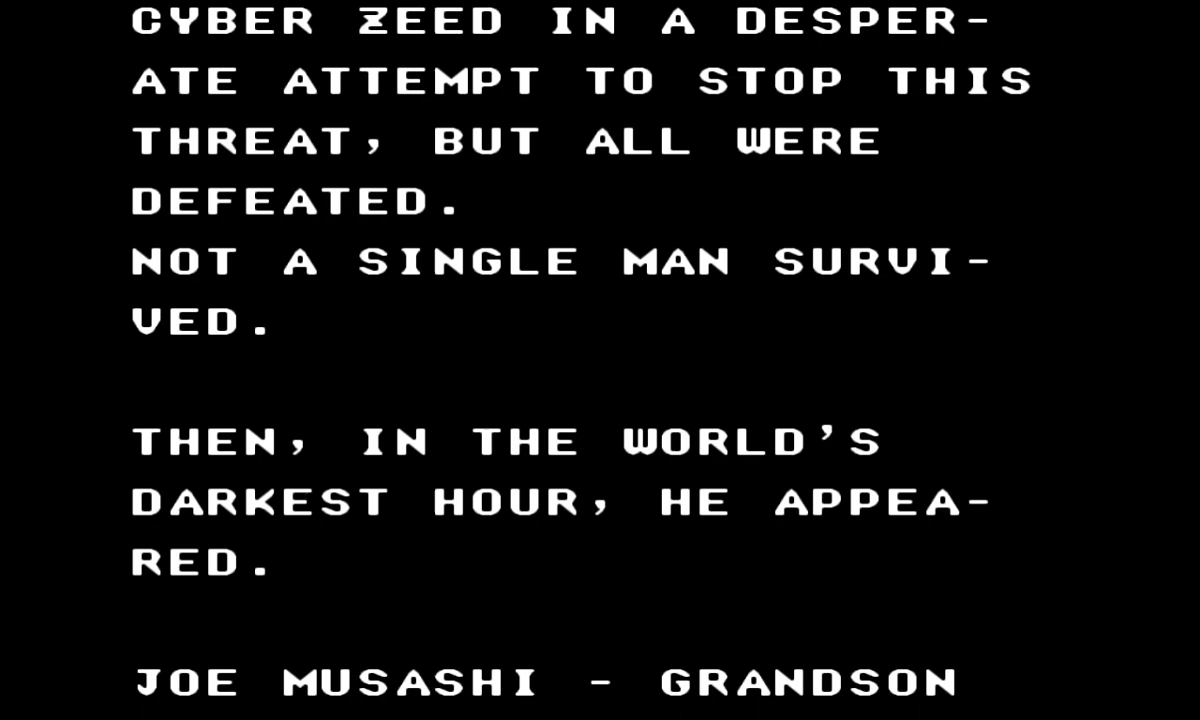 CYBER ZEED IN A DESPER-
ATE ATTEMPT TO STOP THIS
THREAT, BUT ALL WERE
DEFEATED.
NOT A SINGLE MAN SURVI-
VED.
THEN, IN THE WORLD'S
DARKEST HOUR, HE APPEA-
RED.
JOE MUSASHI - GRANDSON